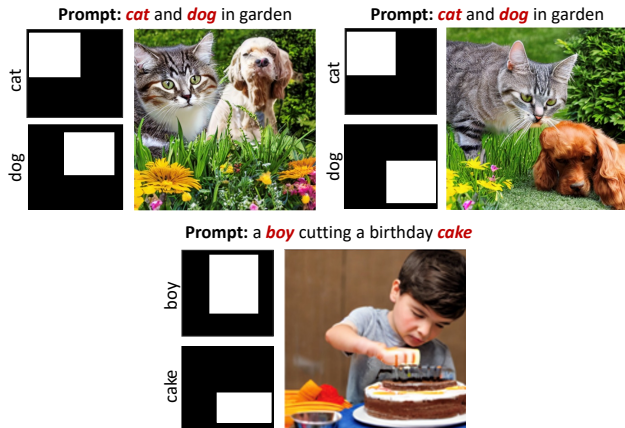 Prompt: cat and dog in garden
cat
dog
Prompt: cat and dog in garden
cat
dog
Prompt: a boy cutting a birthday cake
boy
cake